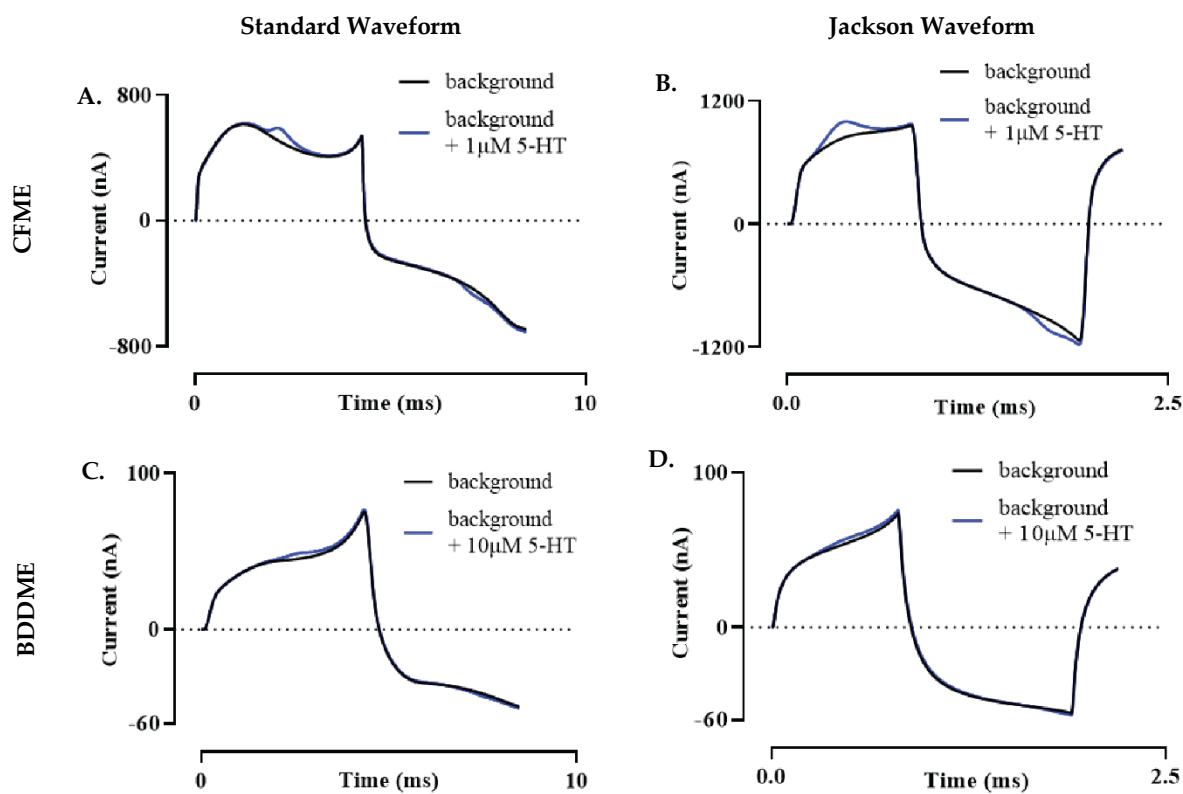 Standard Waveform
Jackson Waveform
CFME
A.
800
0
-800
Current (nA)
background
background
+ 1µM 5-HT
0
10
Time (ms)
B.
1200
0
-1200
Current (nA)
background
background
+ 1µM 5-HT
0.0
2.5
Time (ms)
BDDME
C.
100
0
-60
Current (nA)
background
background
+ 10µM 5-HT
0
10
Time (ms)
D.
100
0
-60
Current (nA)
background
background
+ 10µM 5-HT
0.0
2.5
Time (ms)